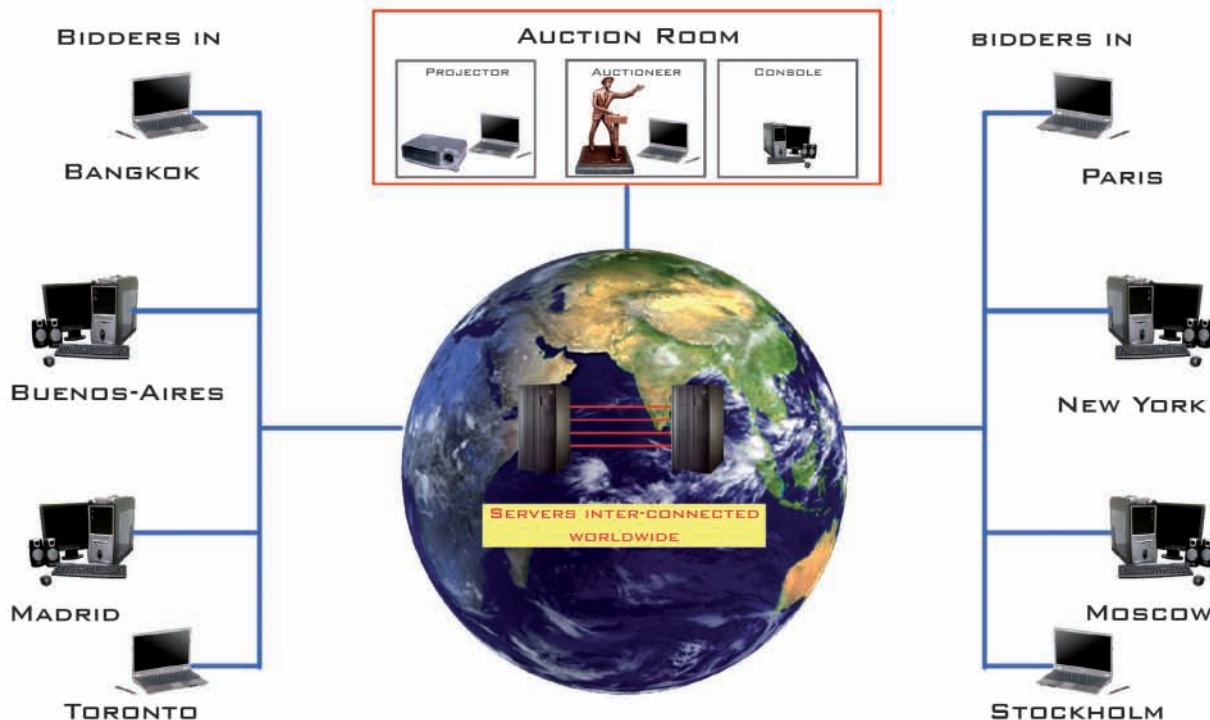 BIDDERS IN
BANGKOK
BUENOS-AIRES
MADRID
TORONTO
AUCTION ROOM
PROJECTOR
AUCTIONEER
CONSOLE
SERVERS INTER-CONNECTED
WORLDWIDE
BIDDERS IN
PARIS
NEW YORK
MOSCOW
STOCKHOLM